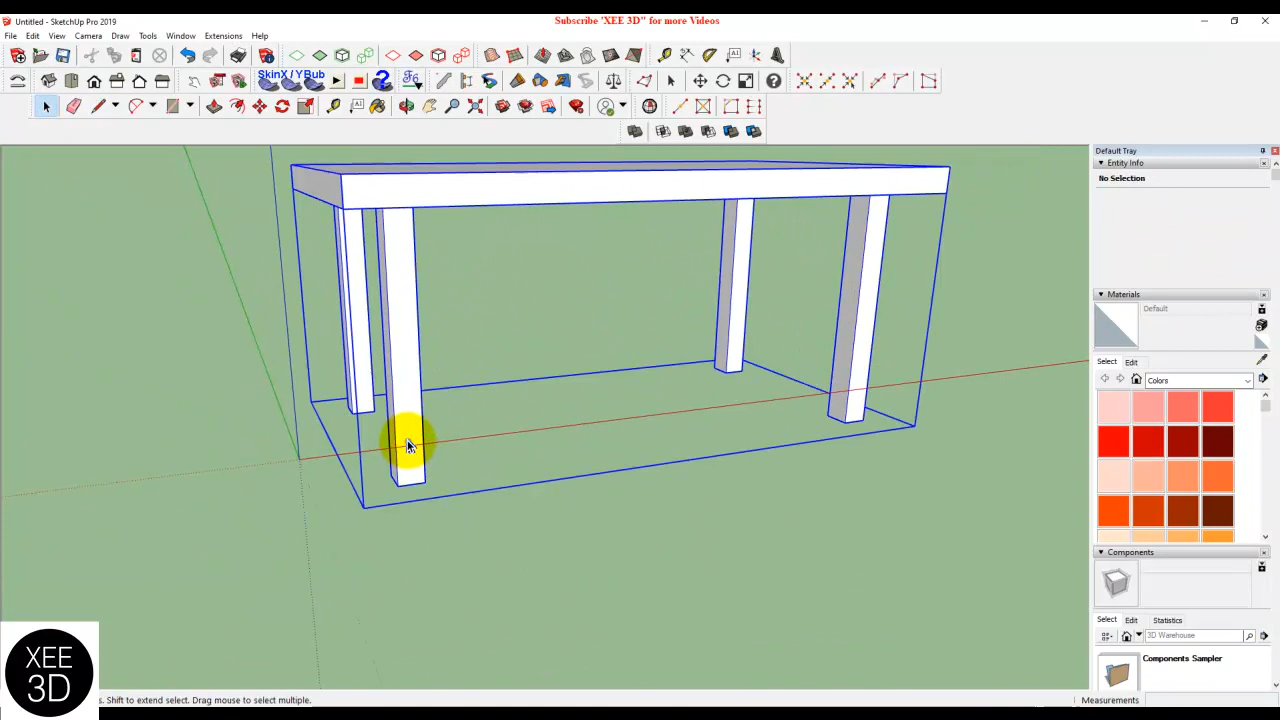 Untitled - SketchUp Pro 2019
Subscribe 'XEE 3D" for more Videos
File Edit View Camera Draw Tools Window Extensions Help
SkinX / YBub
Default Tray
Entity Info
No Selection
Materials
Default
Select Edit
Colors
Components
Select Edit Statistics
3D Warehouse
Components Sampler
XEE
3D
s. Shift to extend select. Drag mouse to select multiple.
Measurements